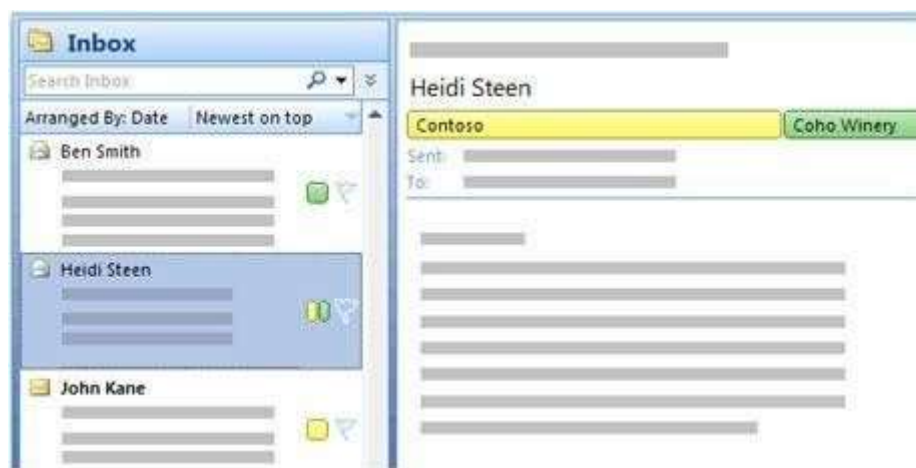 Inbox
Search Inbox
Arranged By: Date Newest on top
Ben Smith
Heidi Steen
John Kane
Heidi Steen
Contoso Coho Winery
Sent:
To: